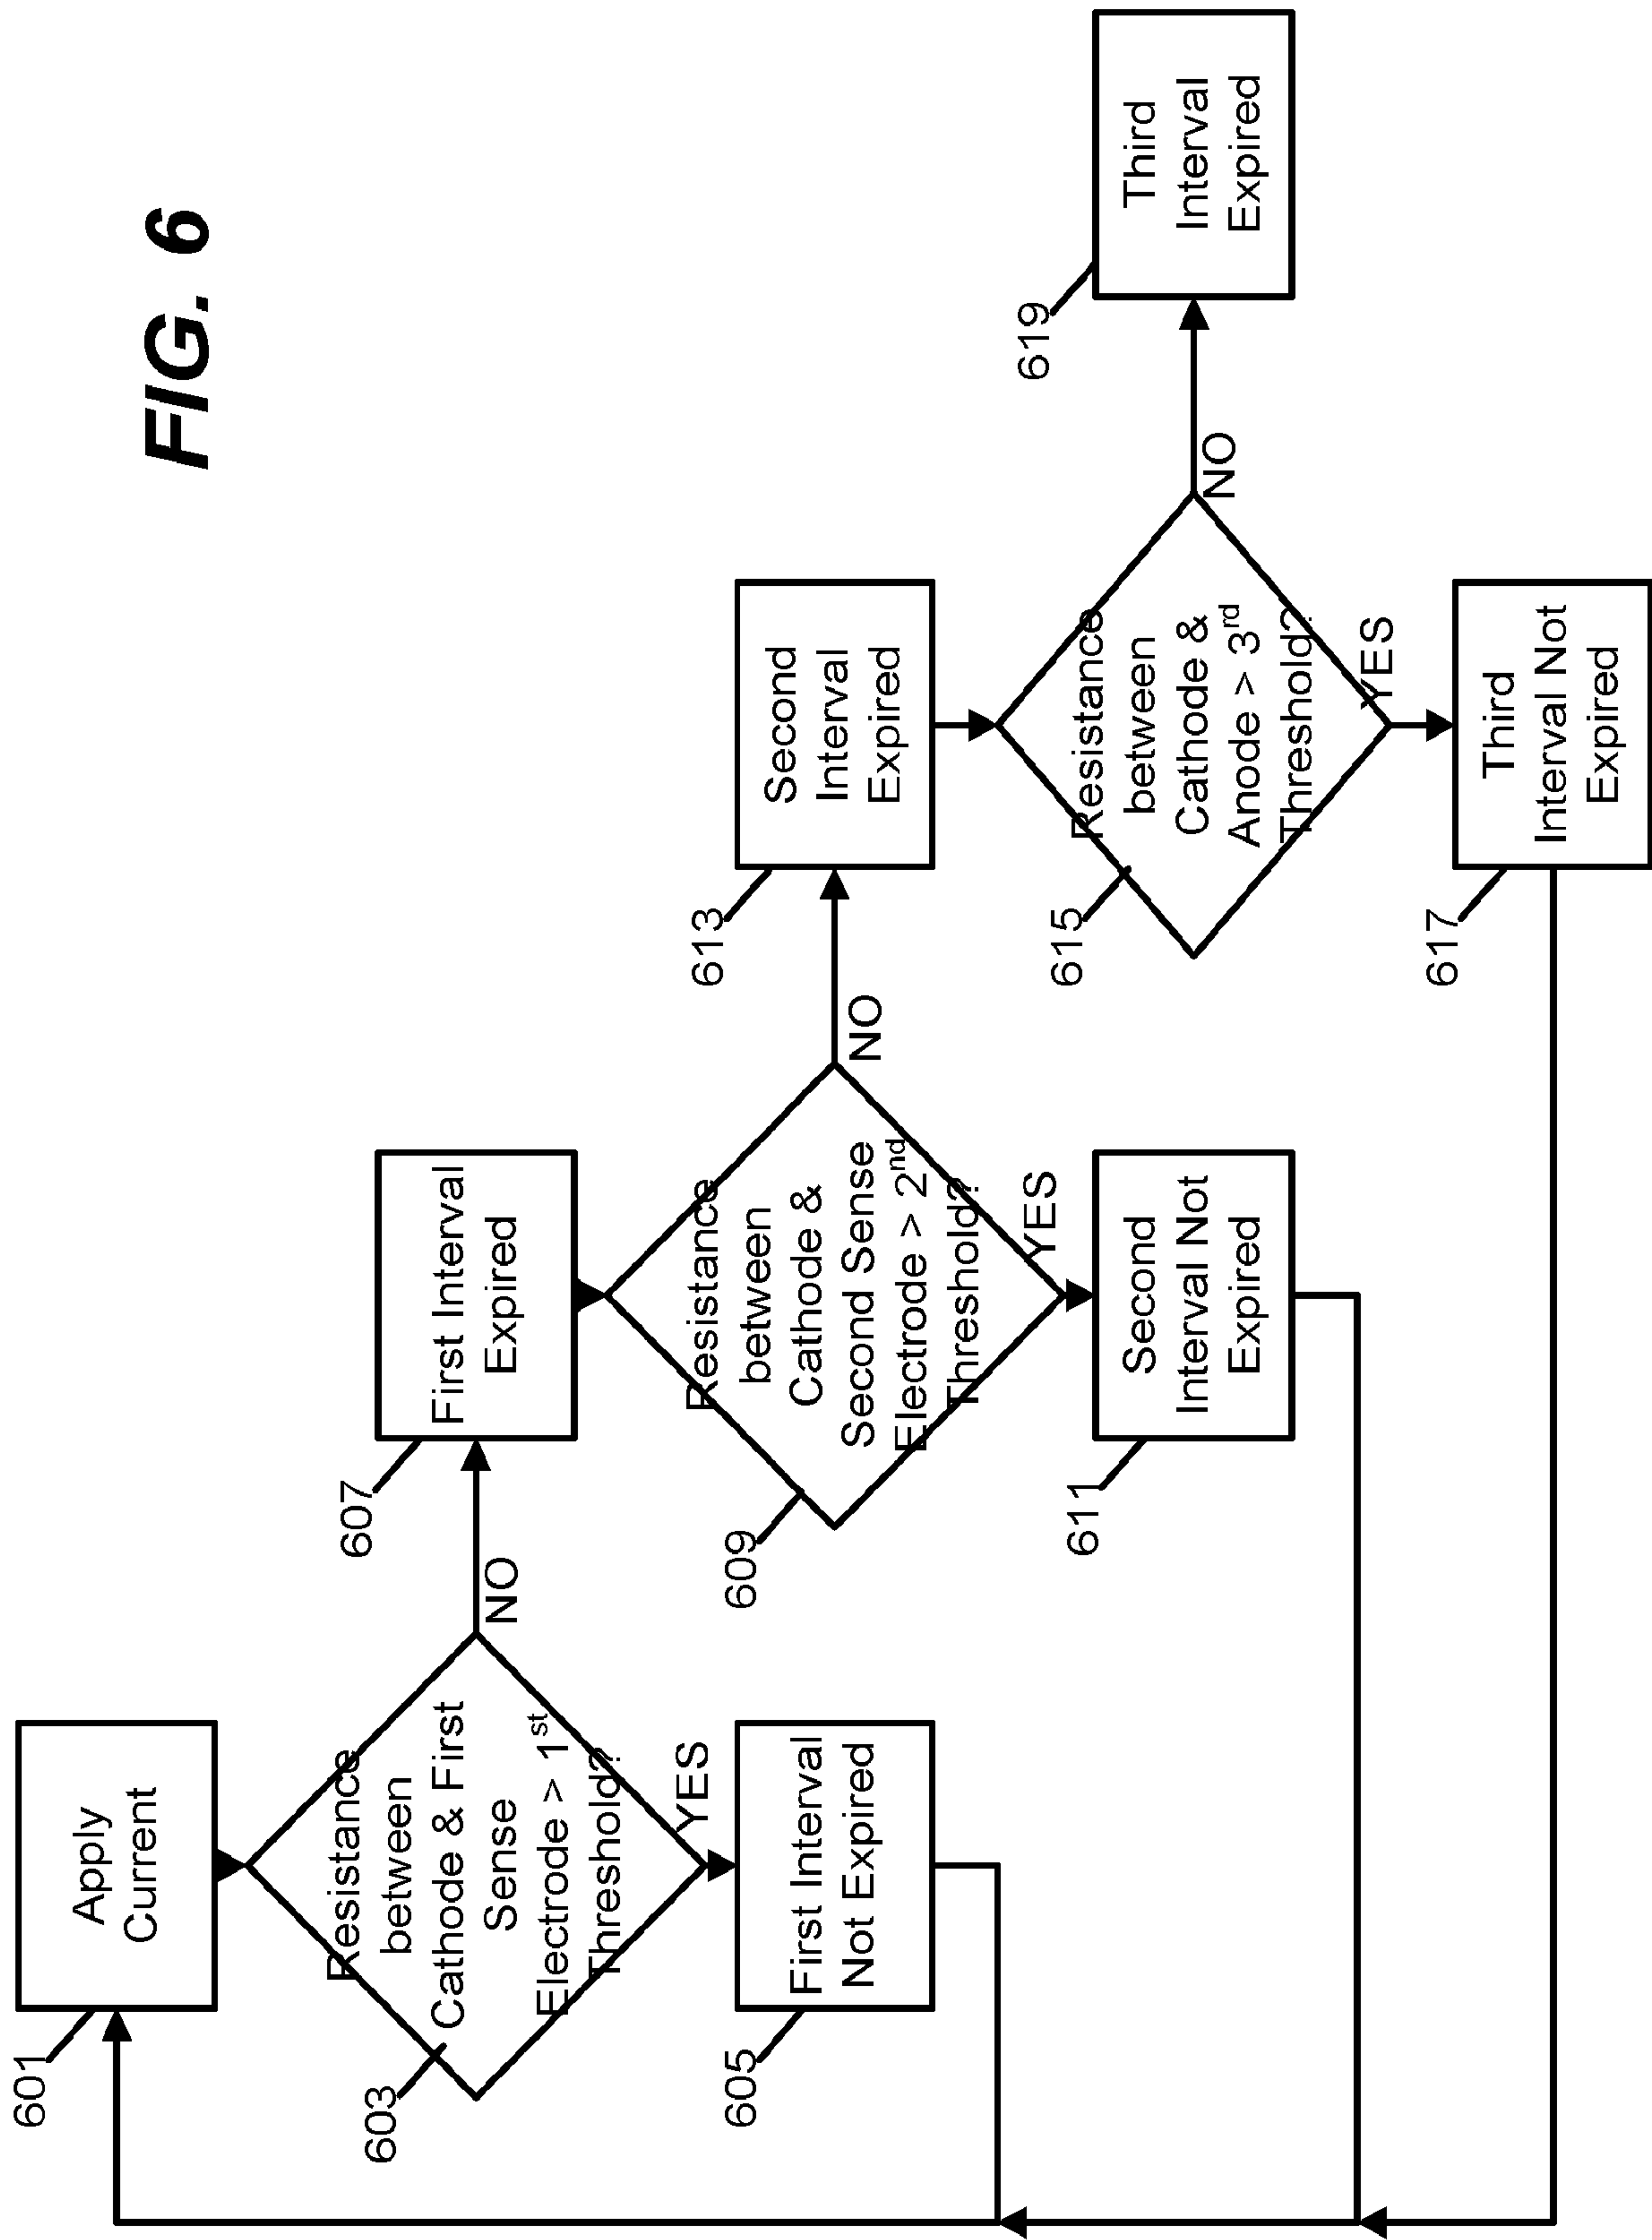 FIG. 6
601
Apply
Current
603
Resistance
between
Cathode & First
Sense
Electrode > 1st
Threshold?
NO
YES
605
First Interval
Not Expired
607
First Interval
Expired
609
Resistance
between
Cathode &
Second Sense
Electrode > 2nd
Threshold?
NO
YES
611
Second
Interval Not
Expired
613
Second
Interval
Expired
615
Resistance
between
Cathode &
Anode > 3rd
Threshold?
NO
YES
617
Third
Interval Not
Expired
619
Third
Interval
Expired